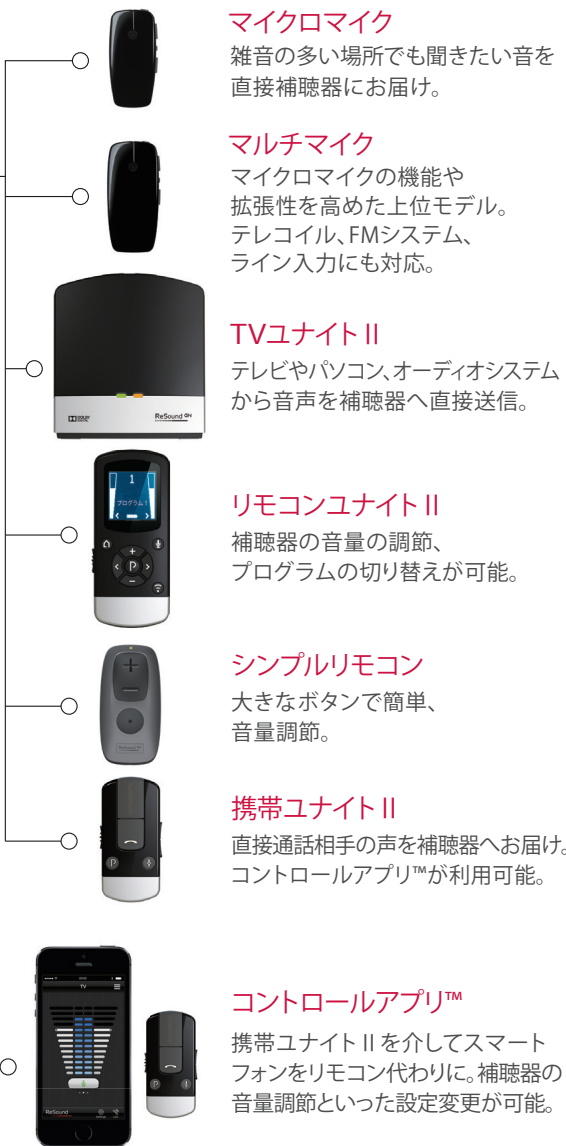 マイクロマイク
雑音の多い場所でも聞きたい音を
直接補聴器にお届け。
マルチマイク
マイクロマイクの機能や
拡張性を高めた上位モデル。
テレコイル、FMシステム、
ライン入力にも対応。
TVユナイトⅡ
テレビやパソコン、オーディオシステム
から音声を補聴器へ直接送信。
DOLBY DIGITAL
ReSound GN
リモコンユナイトⅡ
補聴器の音量の調節、
プログラムの切り替えが可能。
1
プログラム 1
P
シンプルリモコン
大きなボタンで簡単、
音量調節。
ReSound
携帯ユナイトⅡ
直接通話相手の声を補聴器へお届け。
コントロールアプリ™が利用可能。
P
コントロールアプリ™
携帯ユナイトⅡを介してスマート
フォンをリモコン代わりに。補聴器の
音量調節といった設定変更が可能。
TV
ReSound
P